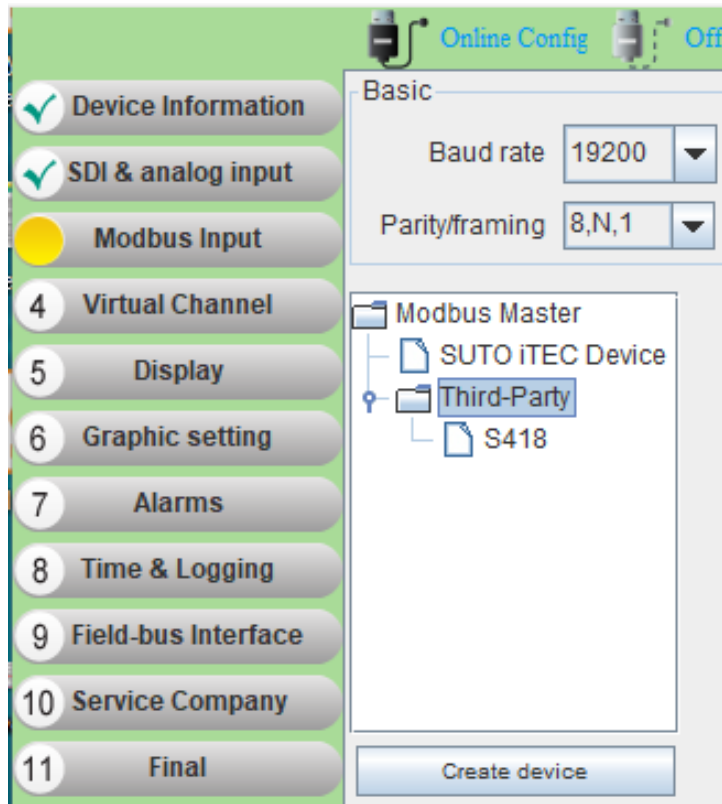 Online Config
Off
Device Information
SDI & analog input
Modbus Input
4 Virtual Channel
5 Display
6 Graphic setting
7 Alarms
8 Time & Logging
9 Field-bus Interface
10 Service Company
11 Final
Basic
Baud rate 19200
Parity/framing 8,N,1
Modbus Master
SUTO iTEC Device
Third-Party
S418
Create device